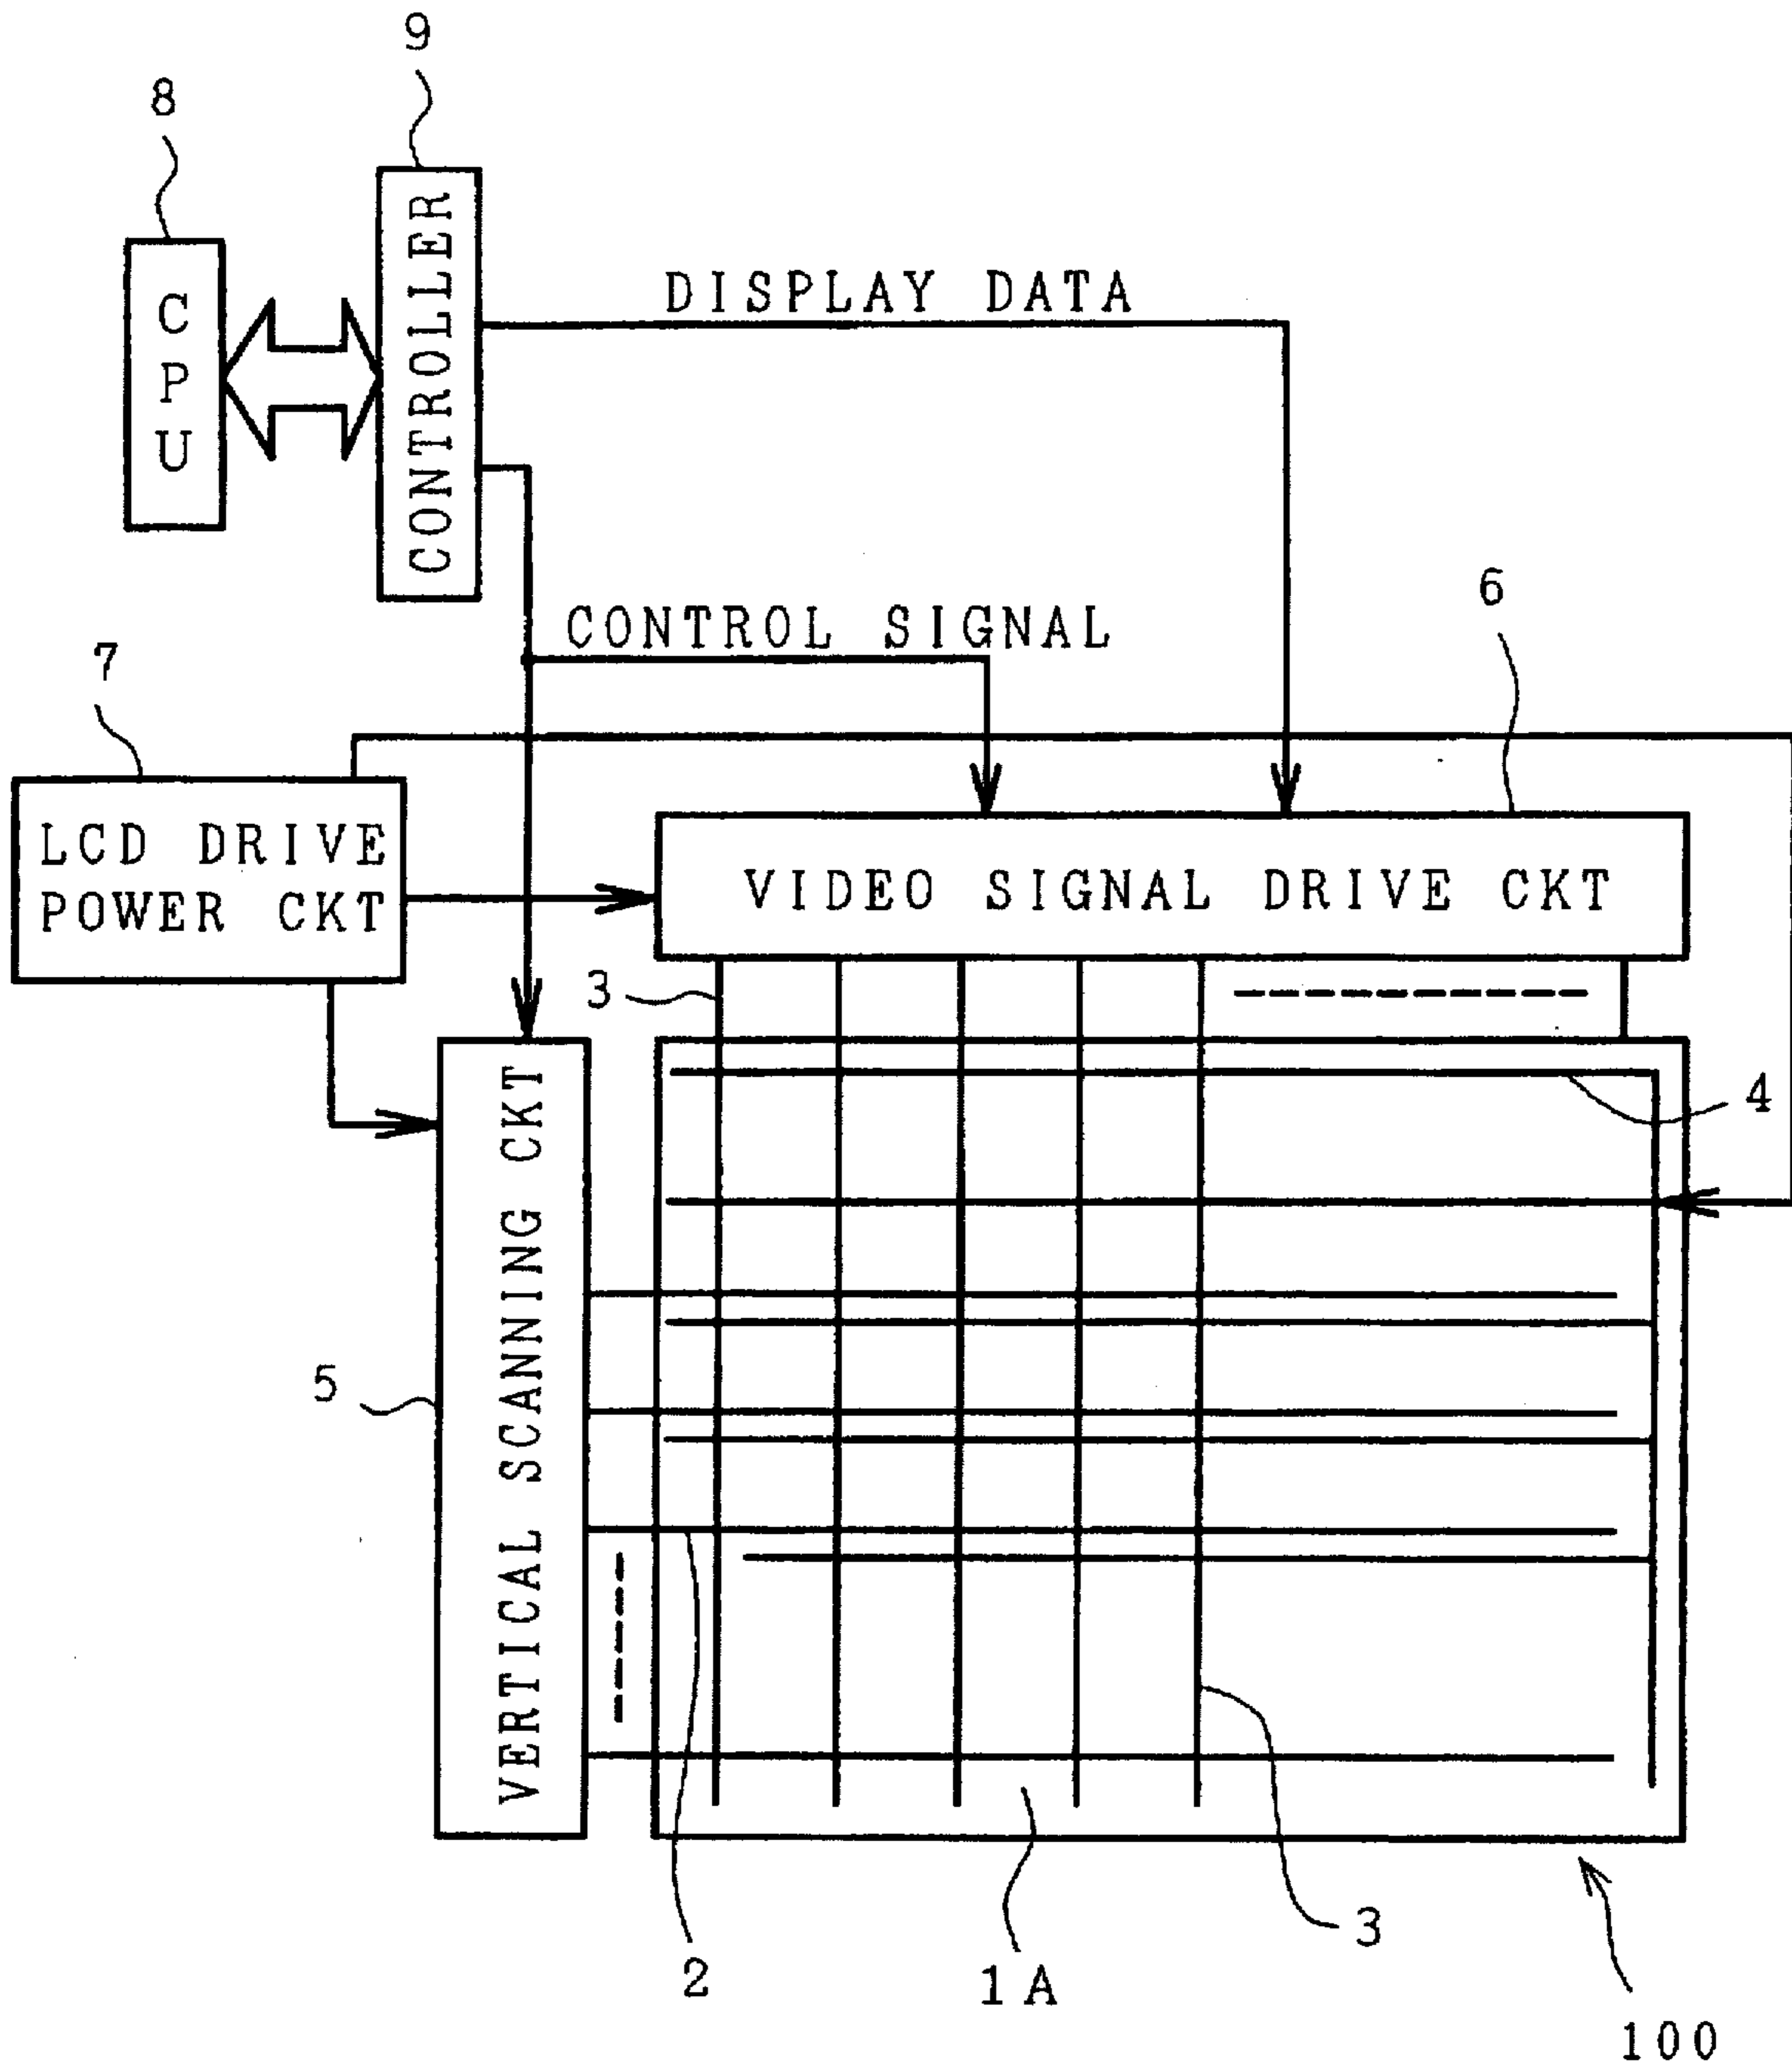 9
8
CPU
CONTROLLER
DISPLAY DATA
CONTROL SIGNAL
6
7
LCD DRIVE
POWER CKT
VIDEO SIGNAL DRIVE CKT
3
4
VERTICAL SCANNING CKT
5
3
2
1A
100